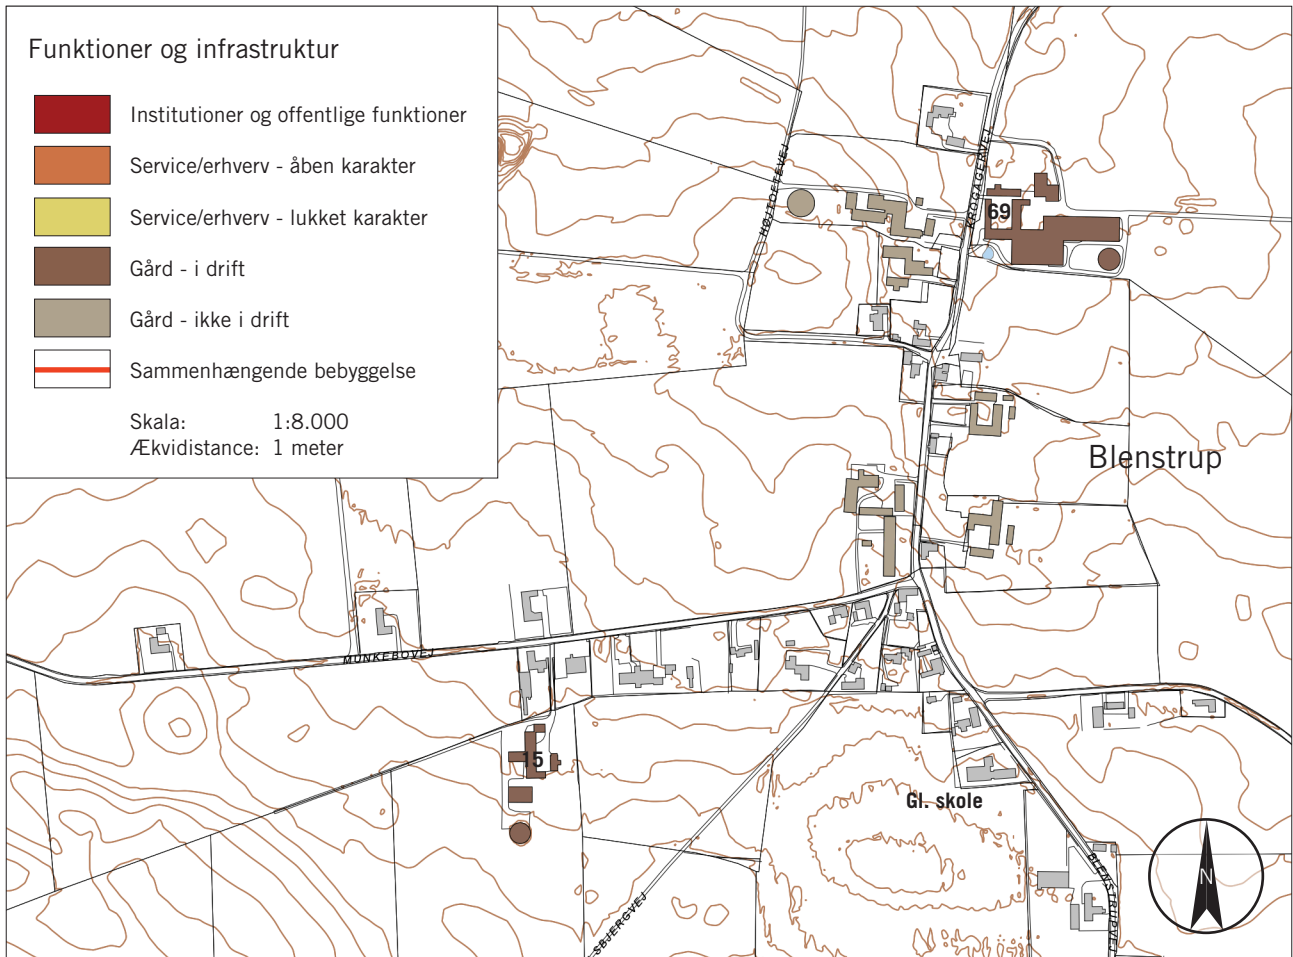 Funktioner og infrastruktur
Institutioner og offentlige funktioner
Service/erhverv - åben karakter
Service/erhverv - lukket karakter
Gård - i drift
Gård - ikke i drift
Sammenhængende bebyggelse
Skala: 1:8.000
Ækvidistance: 1 meter
HØJTOFTEVEJ
KROGAGERVEJ
69
Blenstrup
MUNKEBOVEJ
15
Gl. skole
BLENSTRUPVEJ
SBJERGVEJ
N